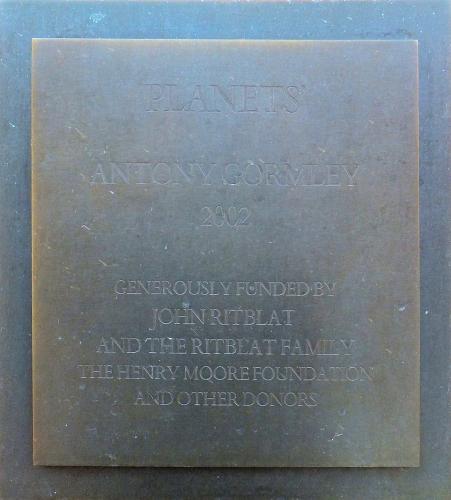 PLANETS
ANTONY GORMLEY
2002
GENEROUSLY FUNDED BY
JOHN RITBLAT
AND THE RITBLAT FAMILY
THE HENRY MOORE FOUNDATION
AND OTHER DONORS